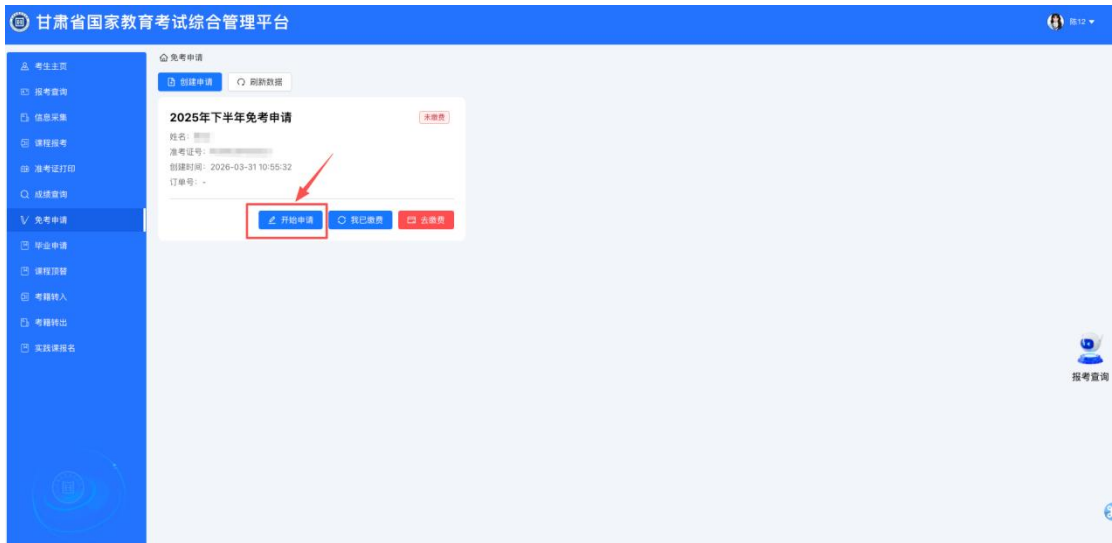 甘肃省国家教育考试综合管理平台
陈12
考生主页
报考查询
信息采集
课程报考
准考证打印
成绩查询
免考申请
毕业申请
课程顶替
考籍转入
考籍转出
实践课报名
免考申请
创建申请 刷新数据
2025年下半年免考申请 未缴费
姓名：
准考证号：
创建时间：2026-03-31 10:55:32
订单号：-
开始申请 我已缴费 去缴费
报考查询